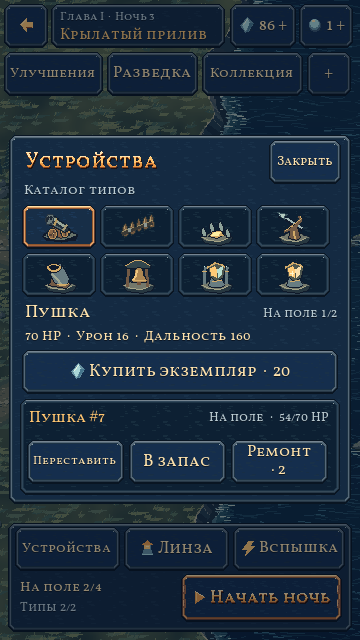 Глава I · Ночь 3
Крылатый прилив
86 +
1 +
Улучшения
Разведка
Коллекция
+
Устройства
Закрыть
Каталог типов
Пушка
На поле 1/2
70 HP · Урон 16 · Дальность 160
Купить экземпляр · 20
Пушка #7
На поле · 54/70 HP
Переставить
В запас
Ремонт
· 2
Устройства
Линза
Вспышка
На поле 2/4
Типы 2/2
Начать ночь